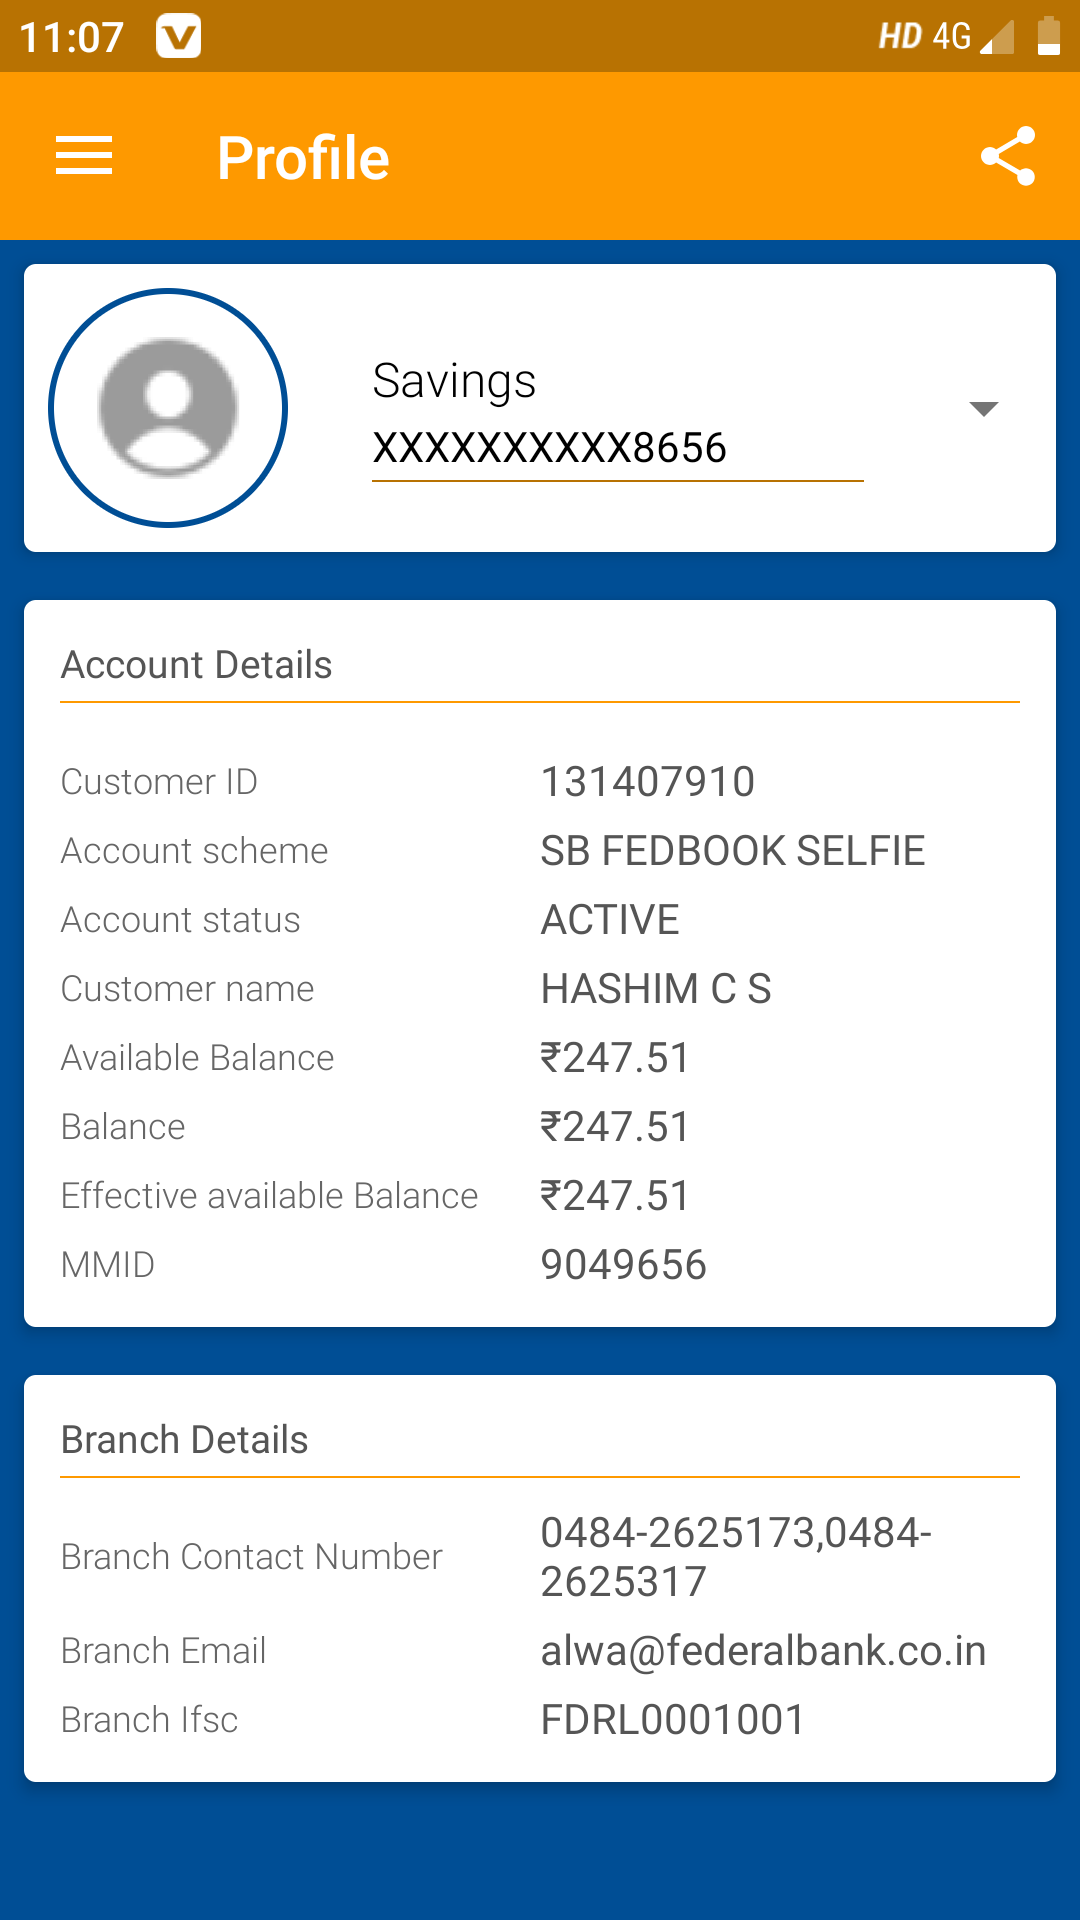 11:07 HD 4G
Profile
Savings
XXXXXXXXXX8656
Account Details
Customer ID 131407910
Account scheme SB FEDBOOK SELFIE
Account status ACTIVE
Customer name HASHIM C S
Available Balance ₹247.51
Balance ₹247.51
Effective available Balance ₹247.51
MMID 9049656
Branch Details
Branch Contact Number 0484-2625173,0484-
2625317
Branch Email alwa@federalbank.co.in
Branch Ifsc FDRL0001001